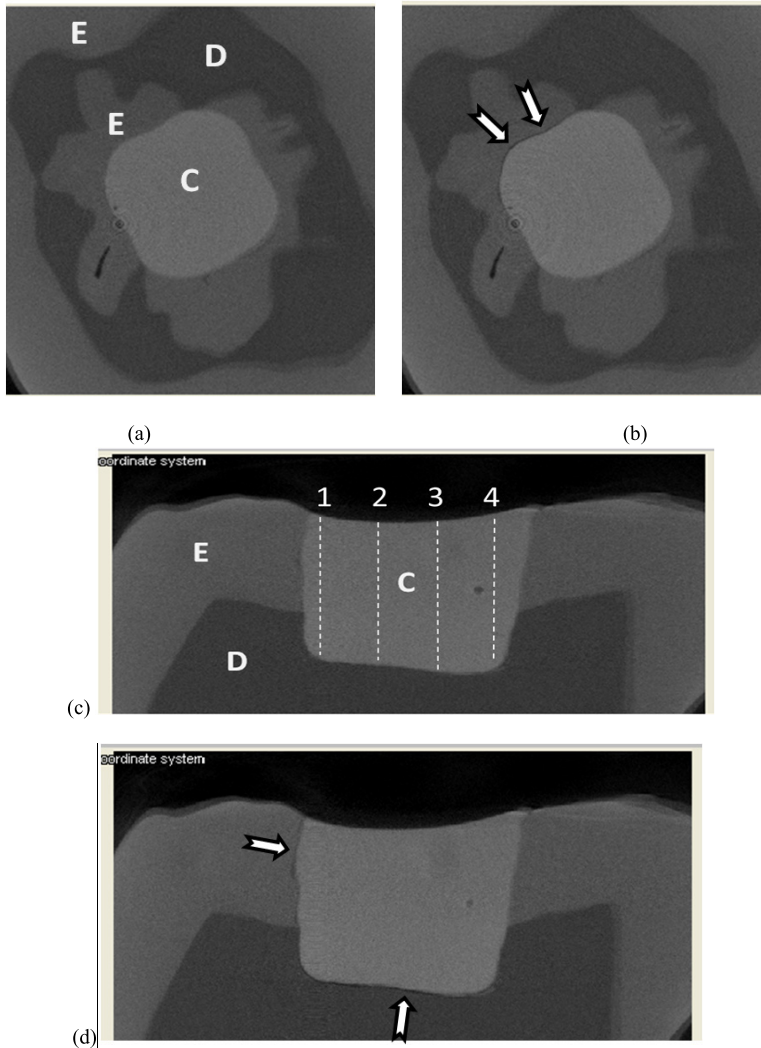 E
D
E
C
(a)
(b)
oordinate system
1 2 3 4
E
C
D
(c)
oordinate system
(d)